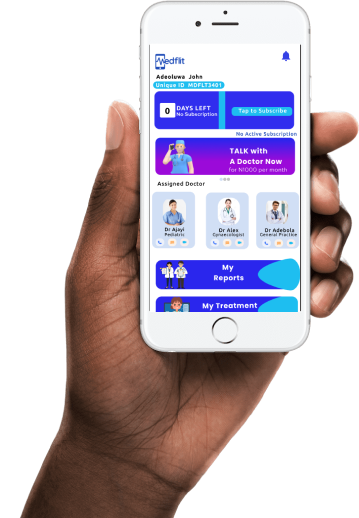 Medflit
Adeoluwa John
Unique ID MDFLT3401
0 DAYS LEFT
No Subscription
Tap to Subscribe
No Active Subscription
TALK with
A Doctor Now
for N1000 per month
Assigned Doctor
Dr Ajayi
Pediatric
Dr Alex
Gynaecologist
Dr Adebola
General Practice
My
Reports
My Treatment